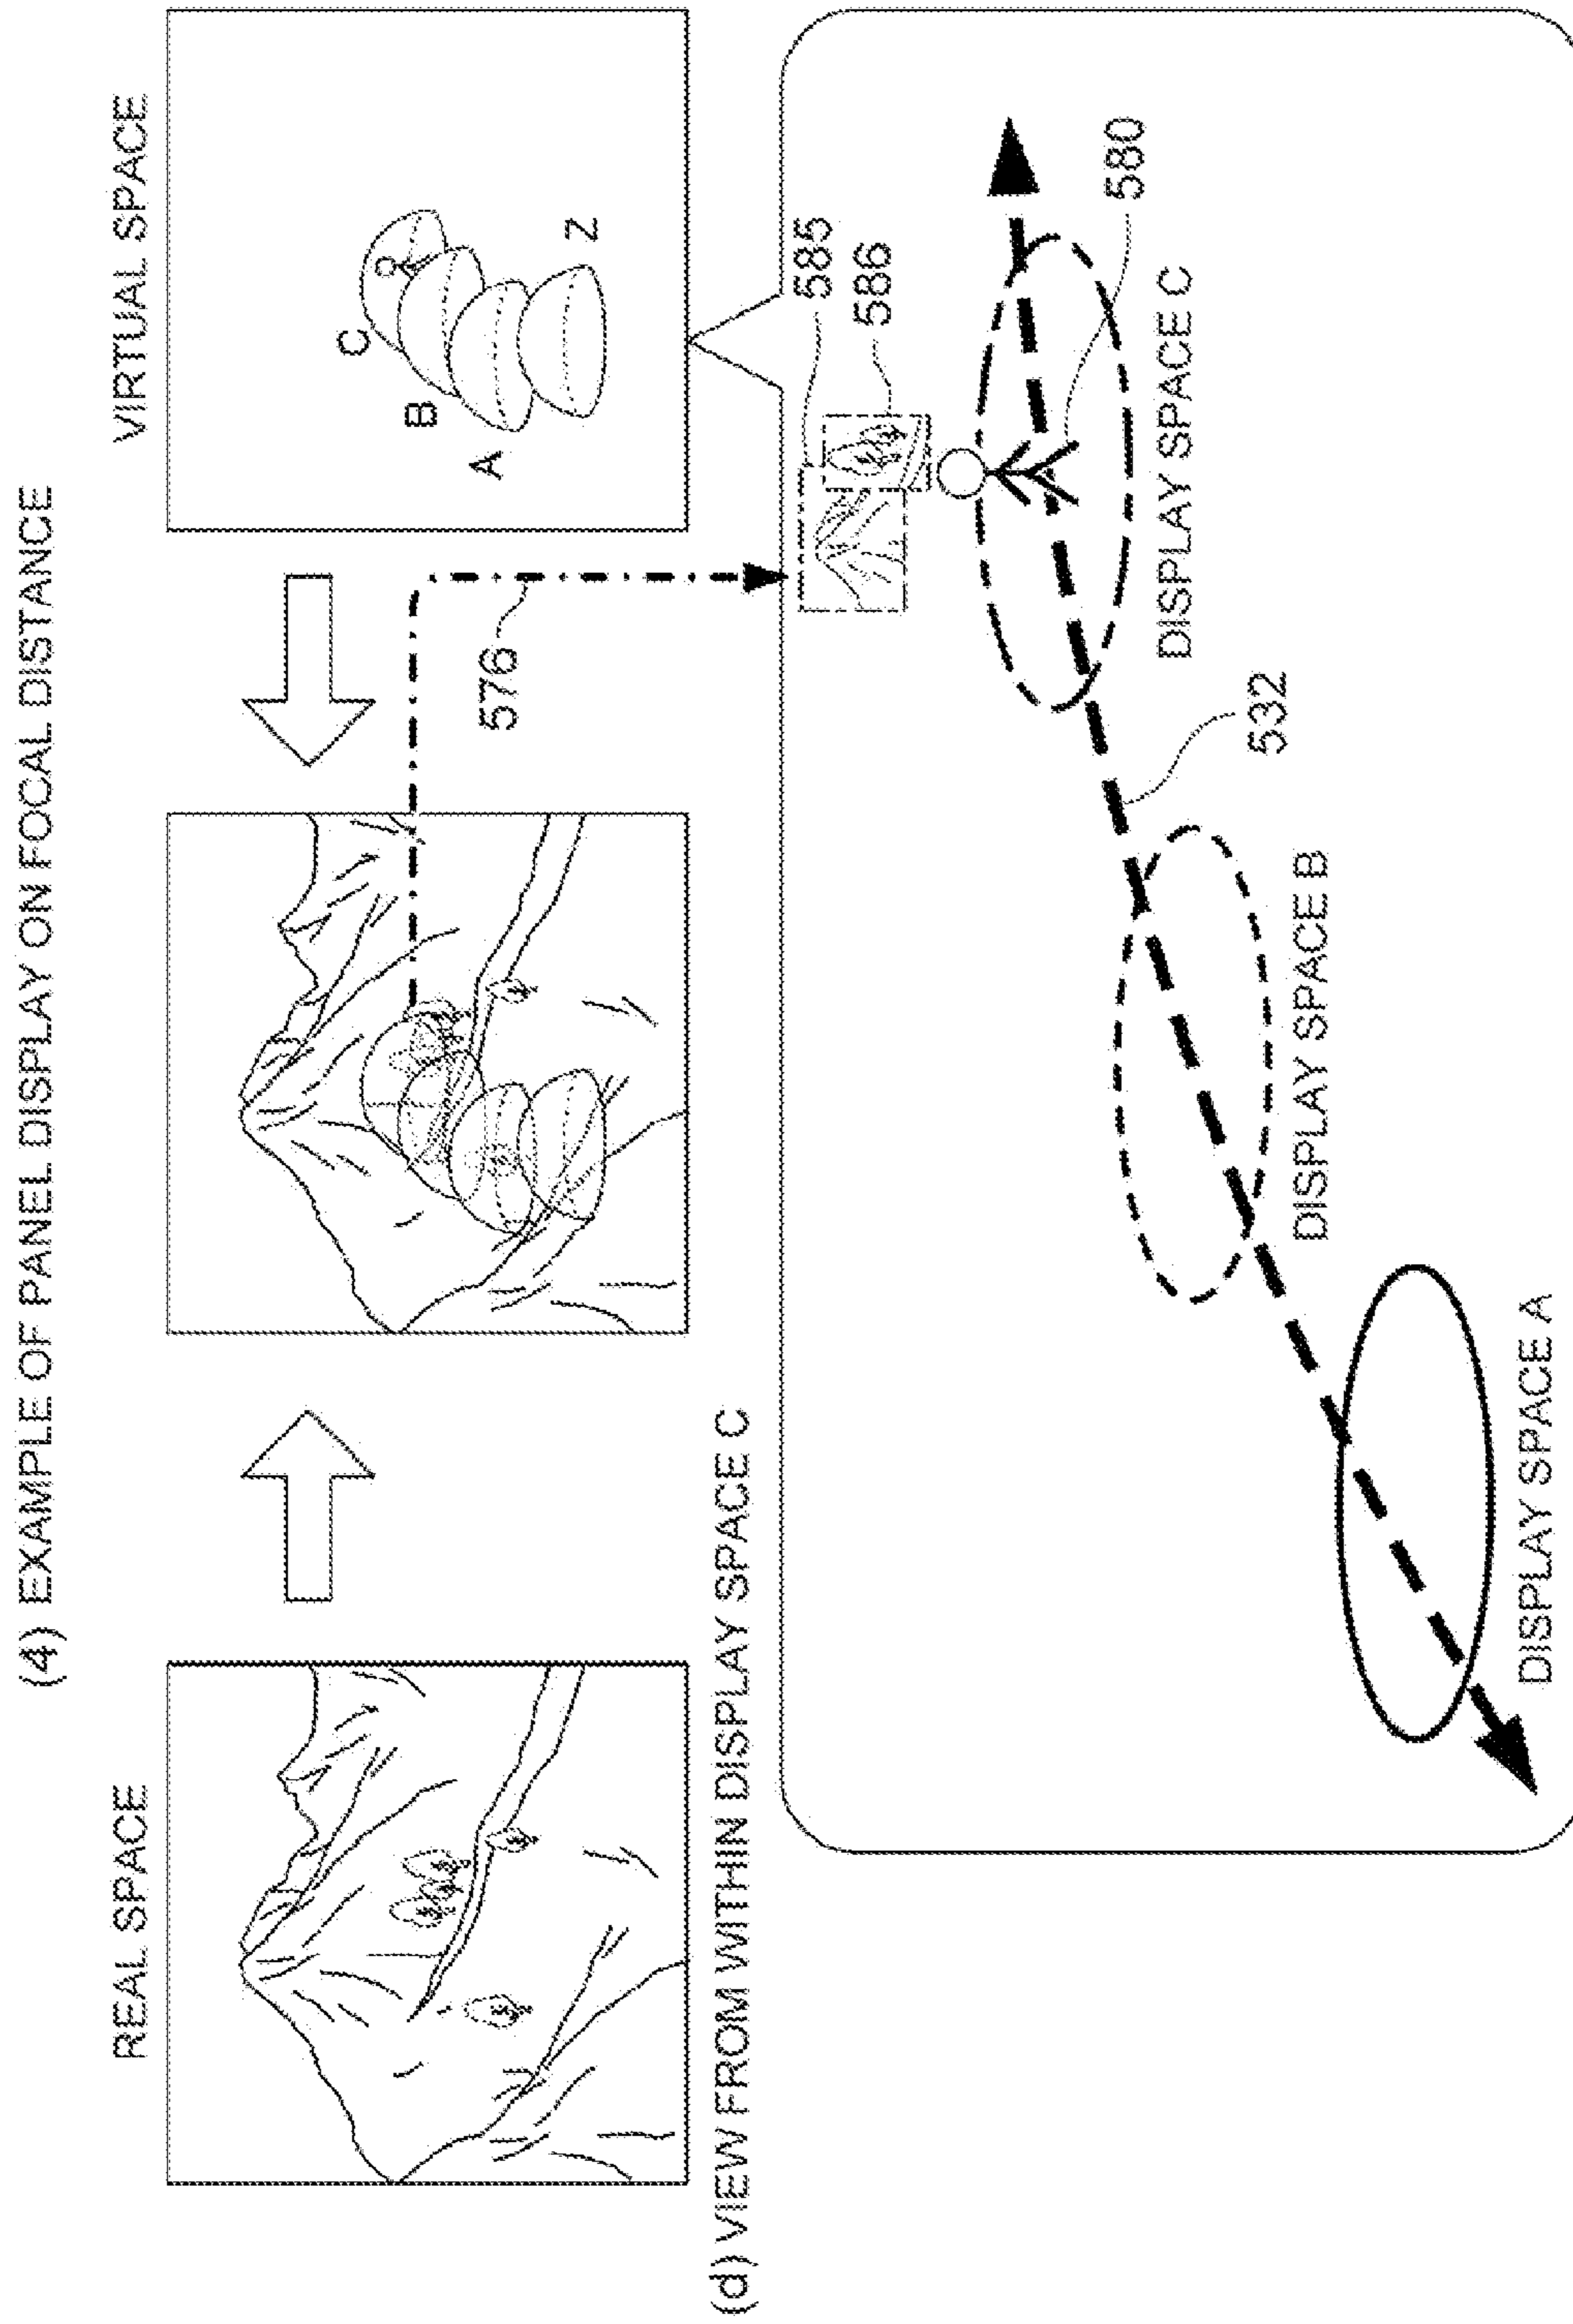 (4) EXAMPLE OF PANEL DISPLAY ON FOCAL DISTANCE
REAL SPACE
VIRTUAL SPACE
C
B
A
Z
576
(d) VIEW FROM WITHIN DISPLAY SPACE C
585
586
580
DISPLAY SPACE C
532
DISPLAY SPACE B
DISPLAY SPACE A